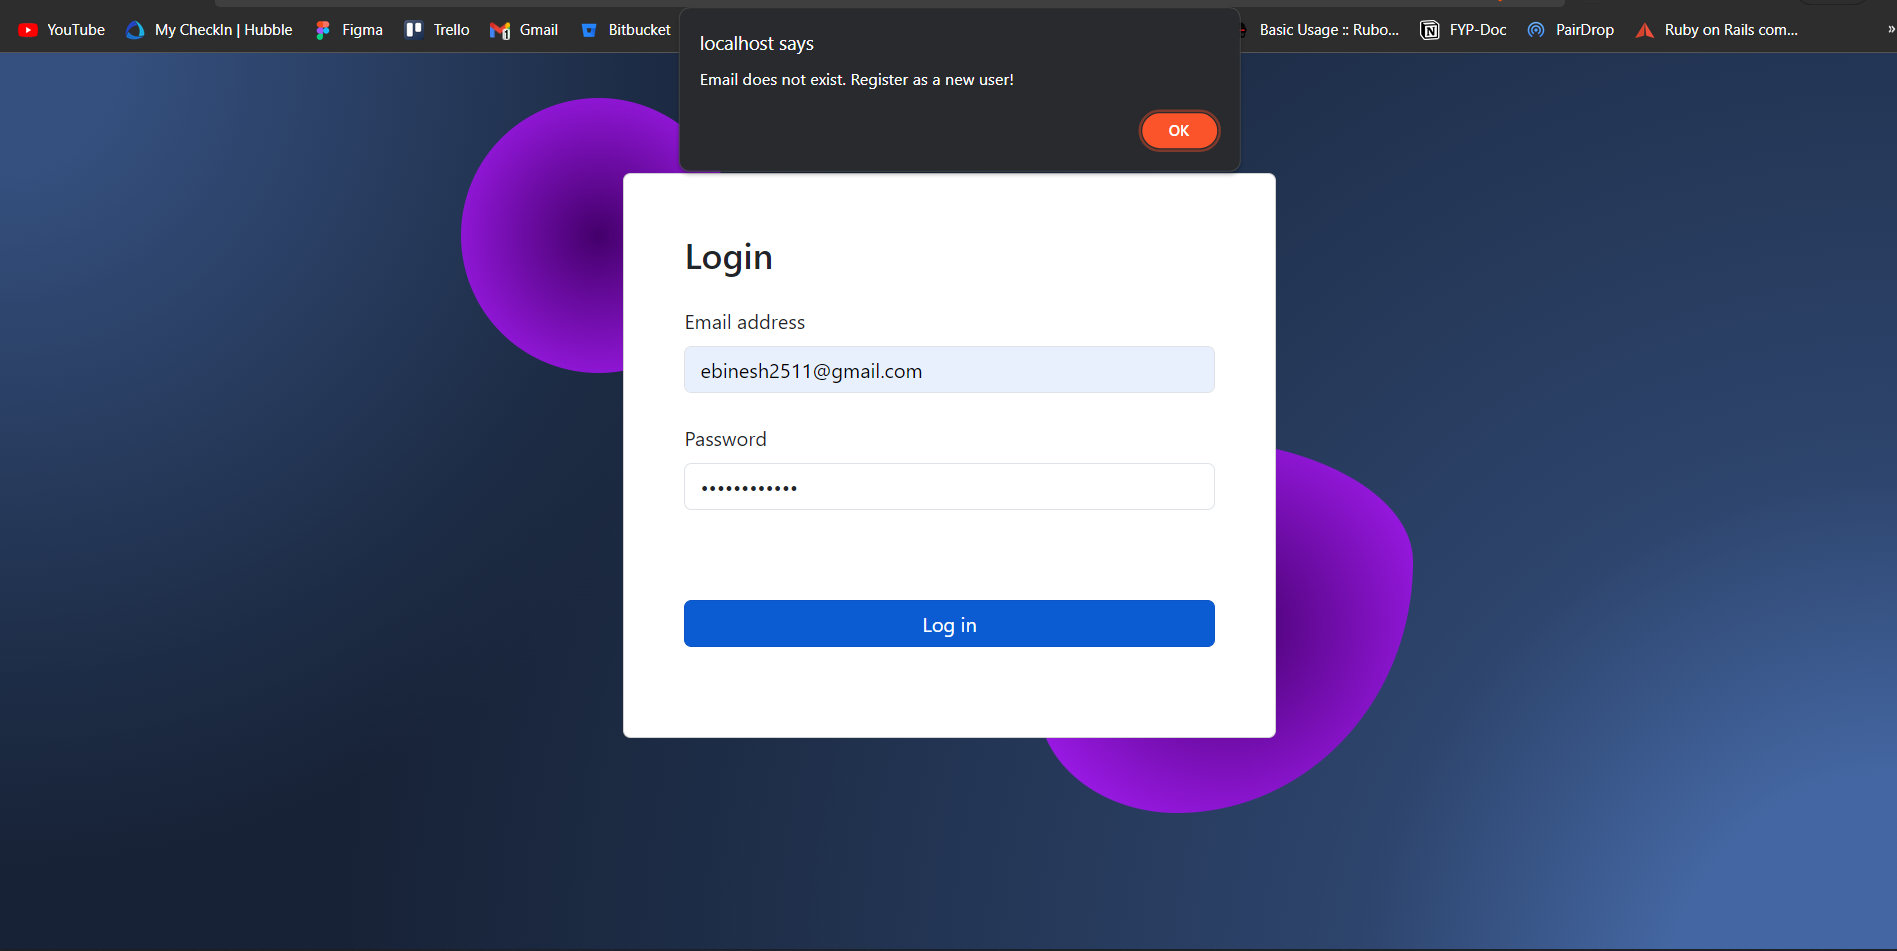 YouTube My CheckIn | Hubble Figma Trello Gmail Bitbucket Basic Usage :: Rubo... FYP-Doc PairDrop Ruby on Rails com... »
localhost says
Email does not exist. Register as a new user!
OK
Login
Email address
ebinesh2511@gmail.com
Password
••••••••••••
Log in